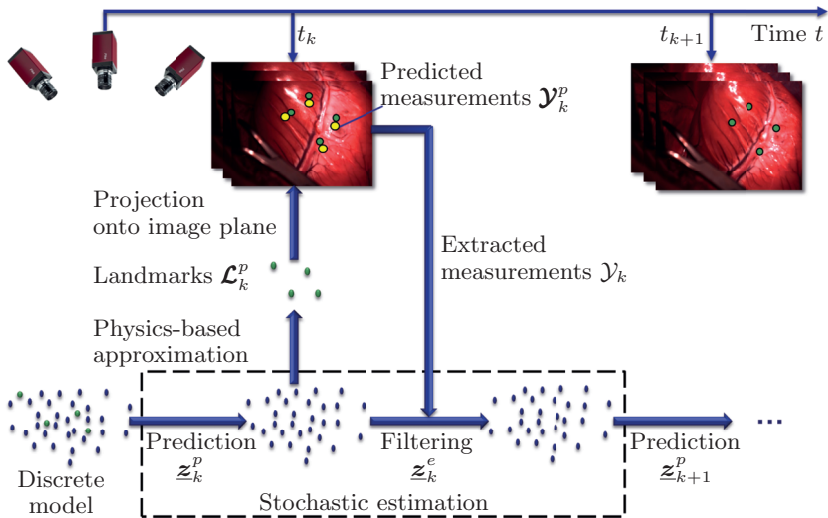 t_k
t_{k+1}
Time t
Predicted
measurements 𝒴_k^p
Projection
onto image plane
Extracted
measurements 𝒴_k
Landmarks ℒ_k^p
Physics-based
approximation
Prediction
z_k^p
Filtering
z_k^e
Prediction
z_{k+1}^p
...
Discrete
model
Stochastic estimation